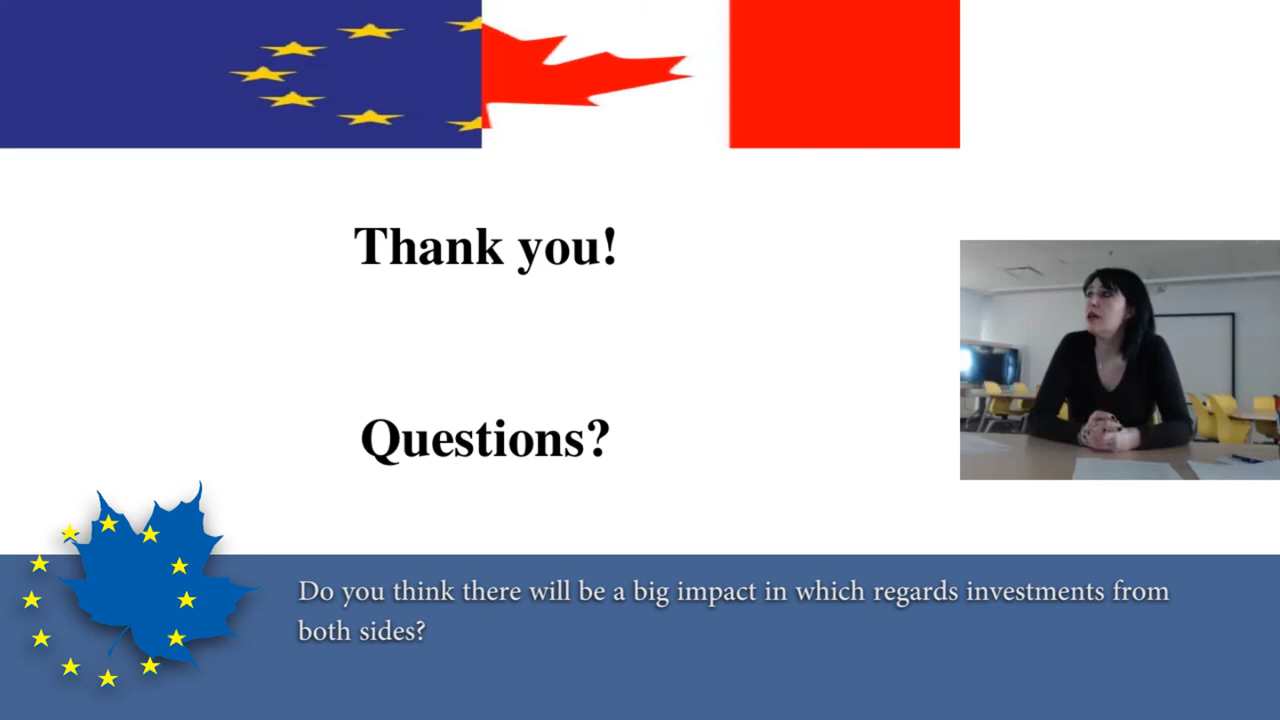 Thank you!
Questions?
Do you think there will be a big impact in which regards investments from
both sides?